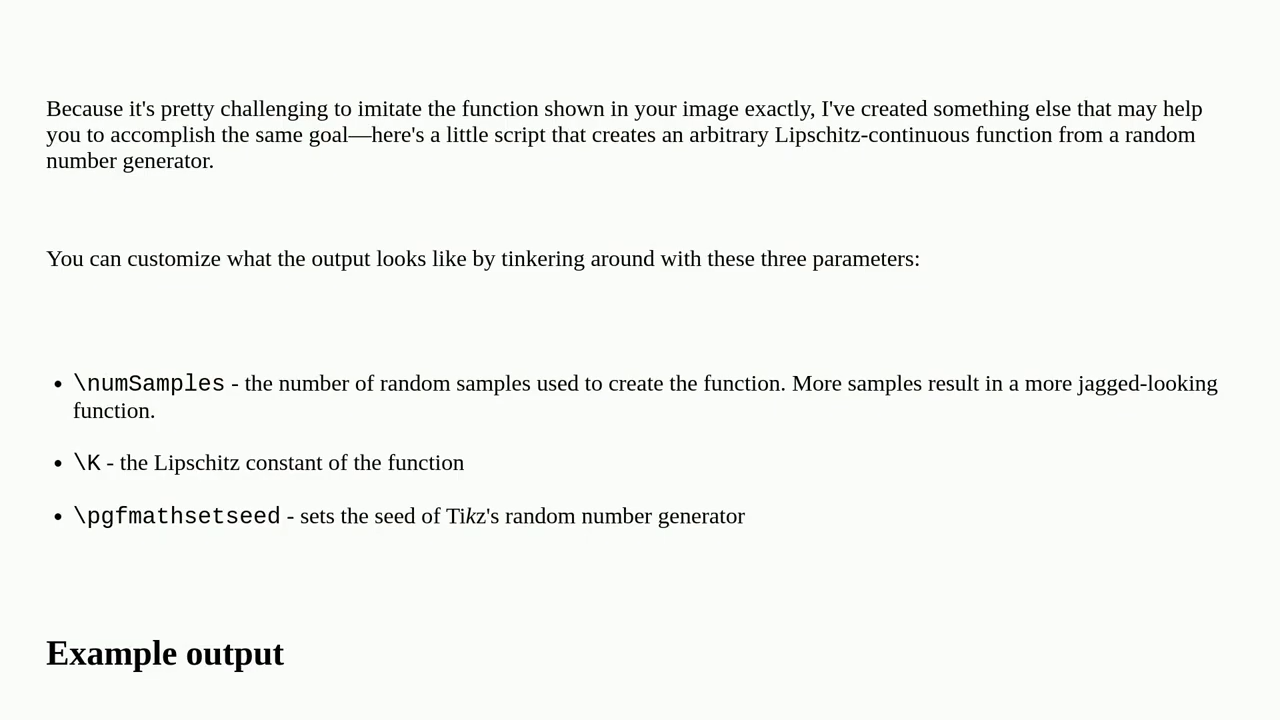 Because it's pretty challenging to imitate the function shown in your image exactly, I've created something else that may help
you to accomplish the same goal—here's a little script that creates an arbitrary Lipschitz-continuous function from a random
number generator.
You can customize what the output looks like by tinkering around with these three parameters:
• \numSamples - the number of random samples used to create the function. More samples result in a more jagged-looking
function.
• \K - the Lipschitz constant of the function
• \pgfmathsetseed - sets the seed of Tikz's random number generator
Example output